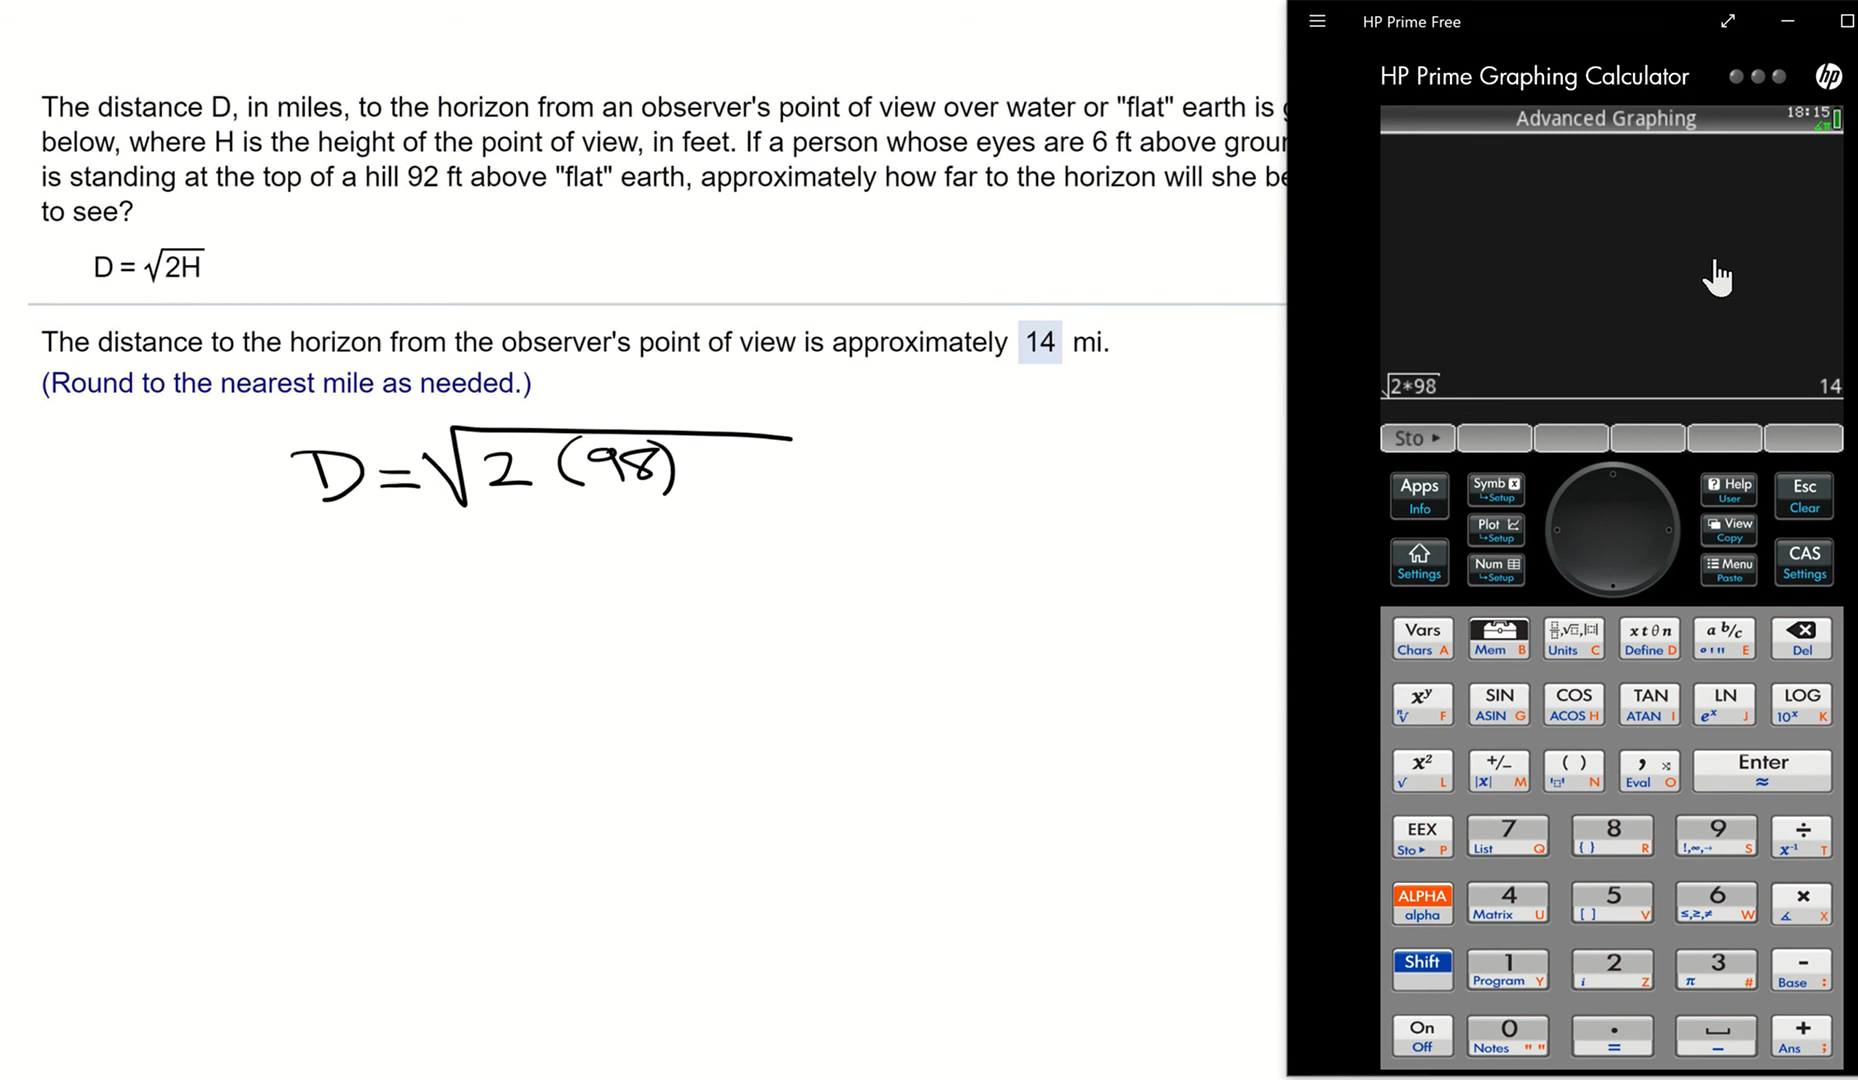 The distance D, in miles, to the horizon from an observer's point of view over water or "flat" earth is
below, where H is the height of the point of view, in feet. If a person whose eyes are 6 ft above
is standing at the top of a hill 92 ft above "flat" earth, approximately how far to the horizon will she
to see?
D = √2H
The distance to the horizon from the observer's point of view is approximately 14 mi.
(Round to the nearest mile as needed.)
D = √2 (98)
HP Prime Free
HP Prime Graphing Calculator hp
Advanced Graphing 18:15
√2*98 14
Sto ▸
Apps Symb Help Esc
Info Setup User Clear
Plot View
Setup Copy
Num Menu CAS
Settings Setup Paste Settings
Vars x t θ n a b/c
Chars A Mem B Units C Define D E Del
xʸ SIN COS TAN LN LOG
ⁿ√ F ASIN G ACOS H ATAN I eˣ J 10ˣ K
x² +/- ( ) , Enter
√ L |x| M N Eval O ≈
EEX 7 8 9 ÷
Sto ▸ P List Q { } R !,∞,→ S x⁻¹ T
ALPHA 4 5 6 ×
alpha Matrix U [ ] V ≤,≥,≠ W ∡ X
Shift 1 2 3 -
Program Y i Z π # Base :
On 0 . +
Off Notes " " = _ Ans ;